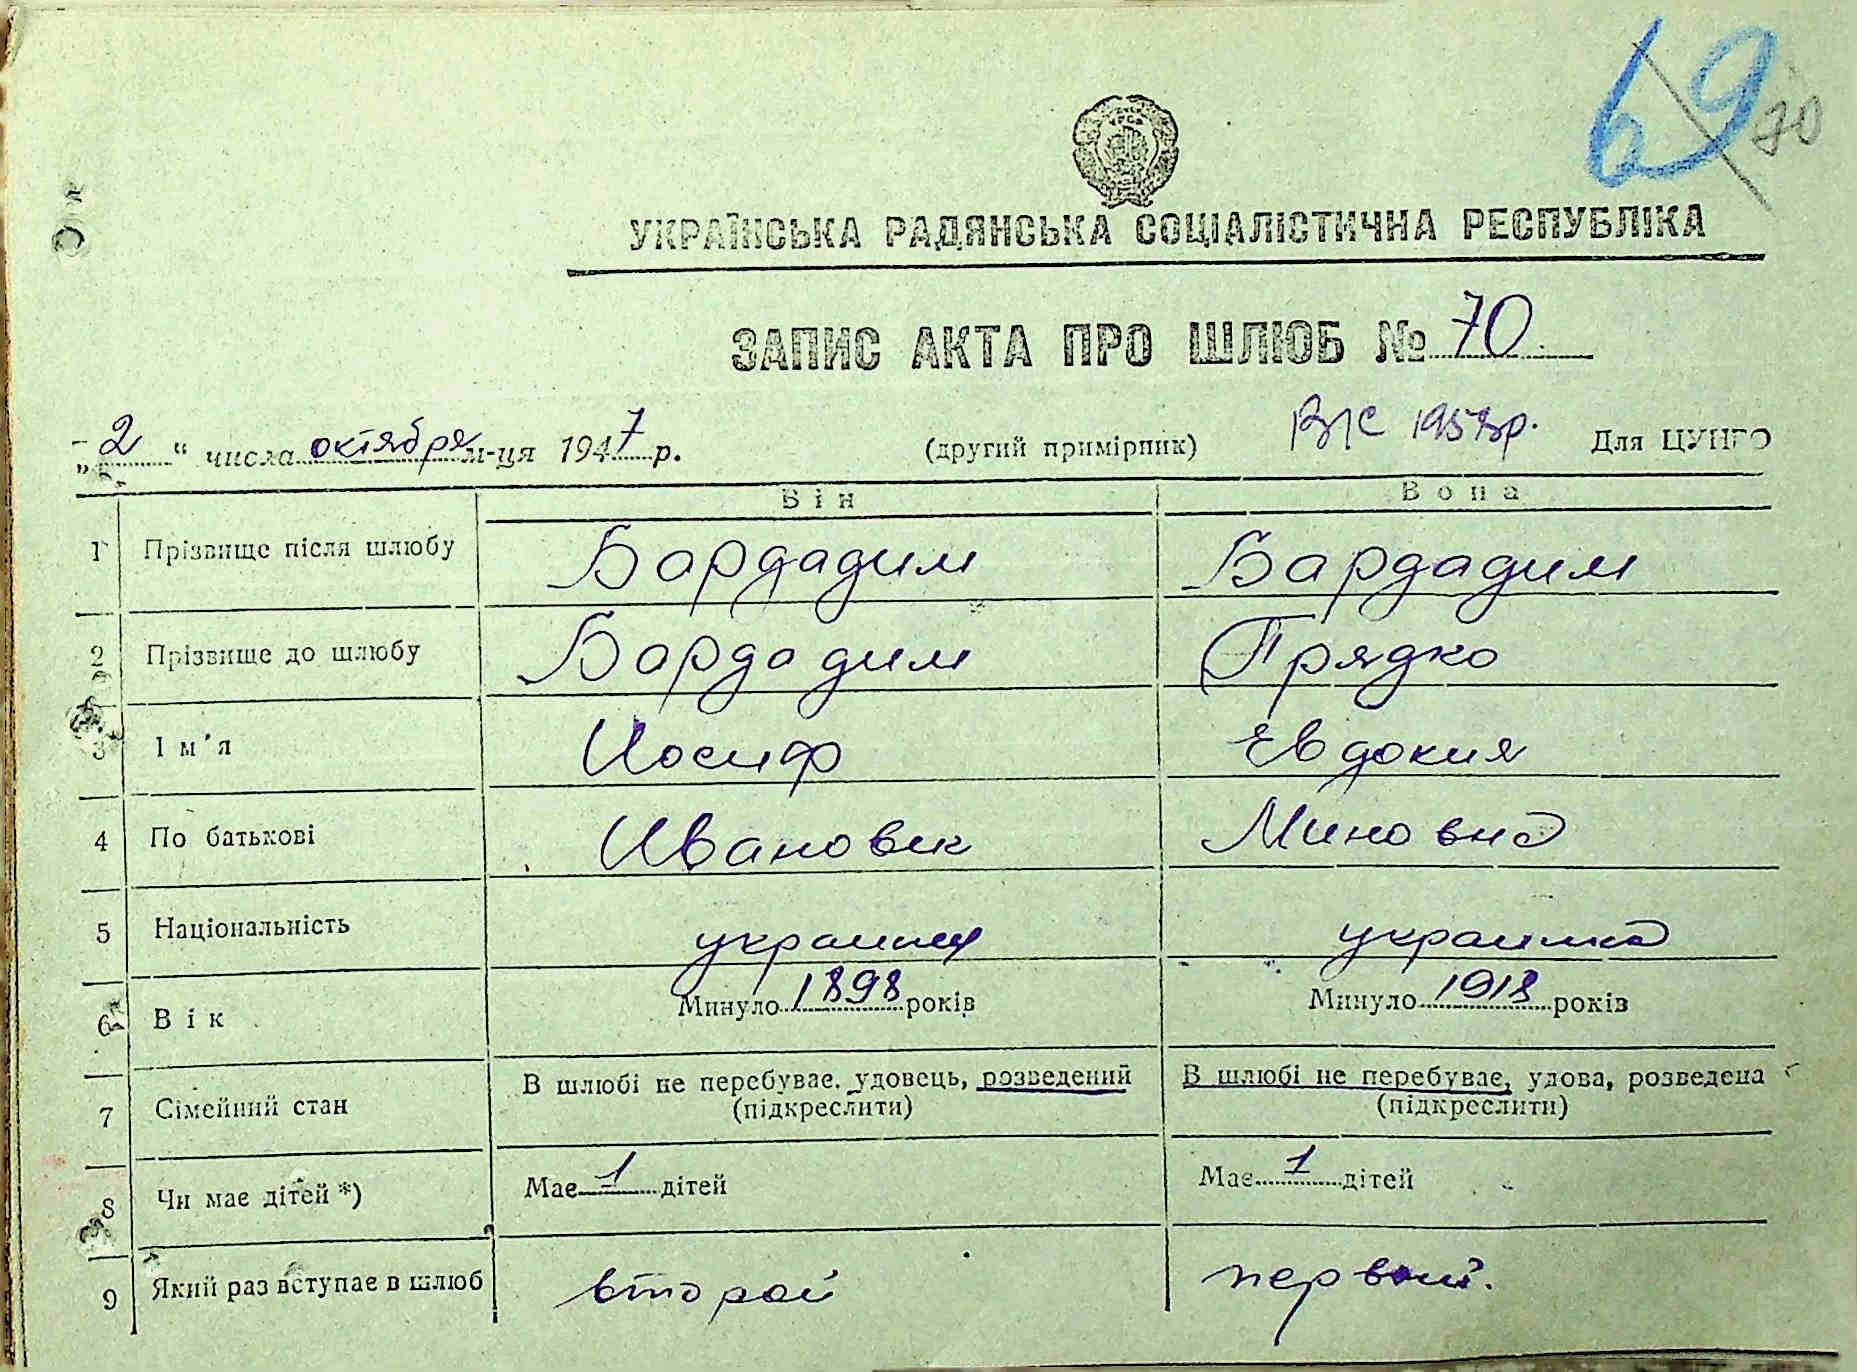 69 70
УКРАЇНСЬКА РАДЯНСЬКА СОЦІАЛІСТИЧНА РЕСПУБЛІКА
ЗАПИС АКТА ПРО ШЛЮБ № 70
„2“ числа октября м-ця 1947 р. (другий примірник) Для ЦУНГО
Він Вона
1 Прізвище після шлюбу Бардадим Бардадим
2 Прізвище до шлюбу Бардадим Прядко
3 Ім'я Иосиф Евдокия
4 По батькові Иванович Миновна
5 Національність украинец украинка
6 Вік Минуло 1898 років Минуло 1918 років
7 Сімейний стан В шлюбі не перебуває, удовець, розведений В шлюбі не перебуває, удова, розведена
(підкреслити) (підкреслити)
8 Чи має дітей *) Має 1 дітей Має 1 дітей
9 Який раз вступає в шлюб второй первый.